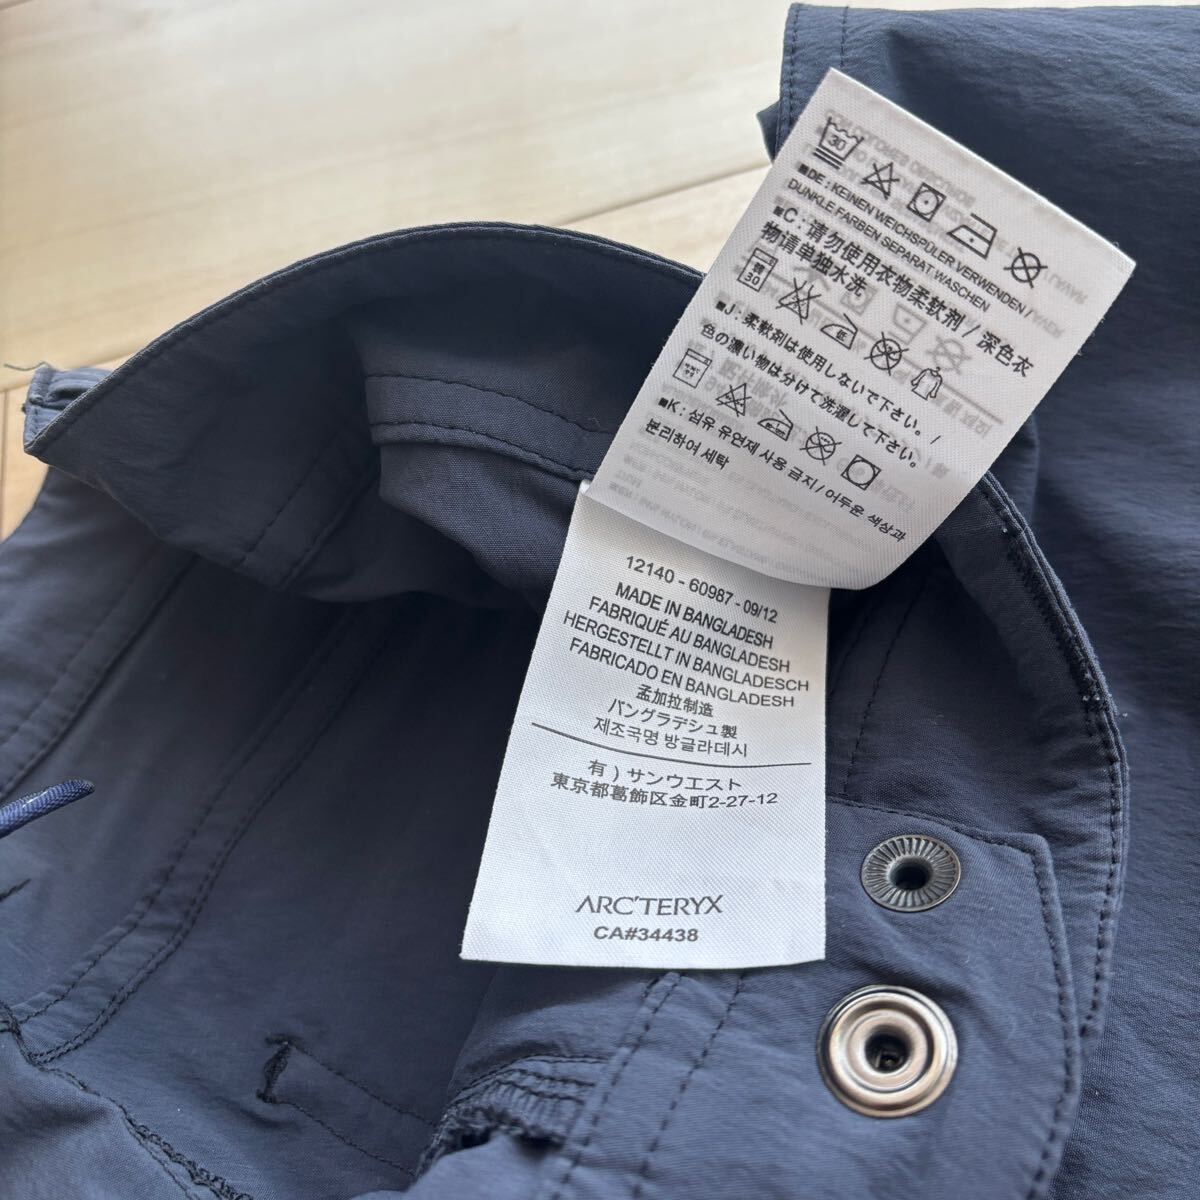 30
■DE : KEINEN WEICHSPÜLER VERWENDEN /
DUNKLE FARBEN SEPARAT WASCHEN
■C : 请勿使用衣物柔软剂 / 深色衣
物请单独水洗
30
■J : 柔軟剤は使用しないで下さい。 /
色の濃い物は分けて洗濯して下さい。
■K : 섬유 유연제 사용 금지 / 어두운 색상과
분리하여 세탁
12140 - 60987 - 09/12
MADE IN BANGLADESH
FABRIQUÉ AU BANGLADESH
HERGESTELLT IN BANGLADESCH
FABRICADO EN BANGLADESH
孟加拉制造
バングラデシュ製
제조국명 방글라데시
有）サンウエスト
東京都葛飾区金町2-27-12
ARC'TERYX
CA#34438